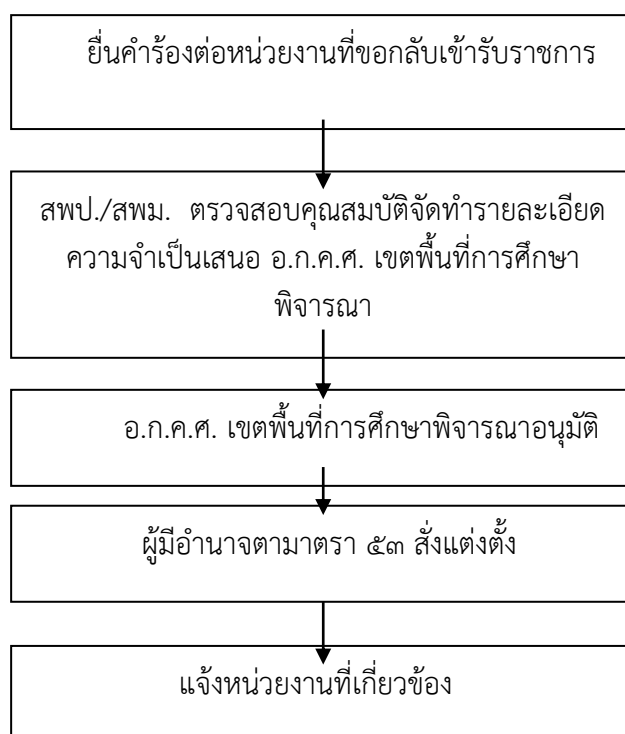 ยื่นคำร้องต่อหน่วยงานที่ขอกลับเข้ารับราชการ
สพป./สพม. ตรวจสอบคุณสมบัติจัดทำรายละเอียด
ความจำเป็นเสนอ อ.ก.ค.ศ. เขตพื้นที่การศึกษา
พิจารณา
อ.ก.ค.ศ. เขตพื้นที่การศึกษาพิจารณาอนุมัติ
ผู้มีอำนาจตามาตรา ๕๓ สั่งแต่งตั้ง
แจ้งหน่วยงานที่เกี่ยวข้อง